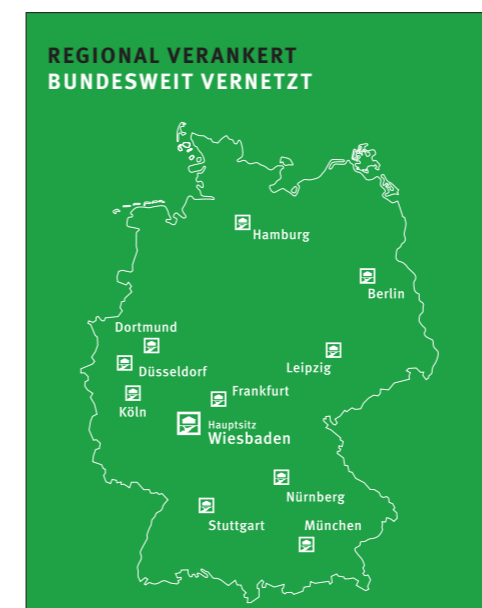 REGIONAL VERANKERT
BUNDESWEIT VERNETZT
Hamburg
Berlin
Dortmund
Düsseldorf
Leipzig
Köln
Frankfurt
Hauptsitz
Wiesbaden
Nürnberg
Stuttgart
München